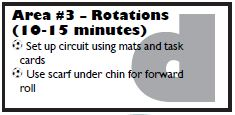 Area #3 – Rotations
(10-15 minutes)
Set up circuit using mats and task
cards
Use scarf under chin for forward
roll
d